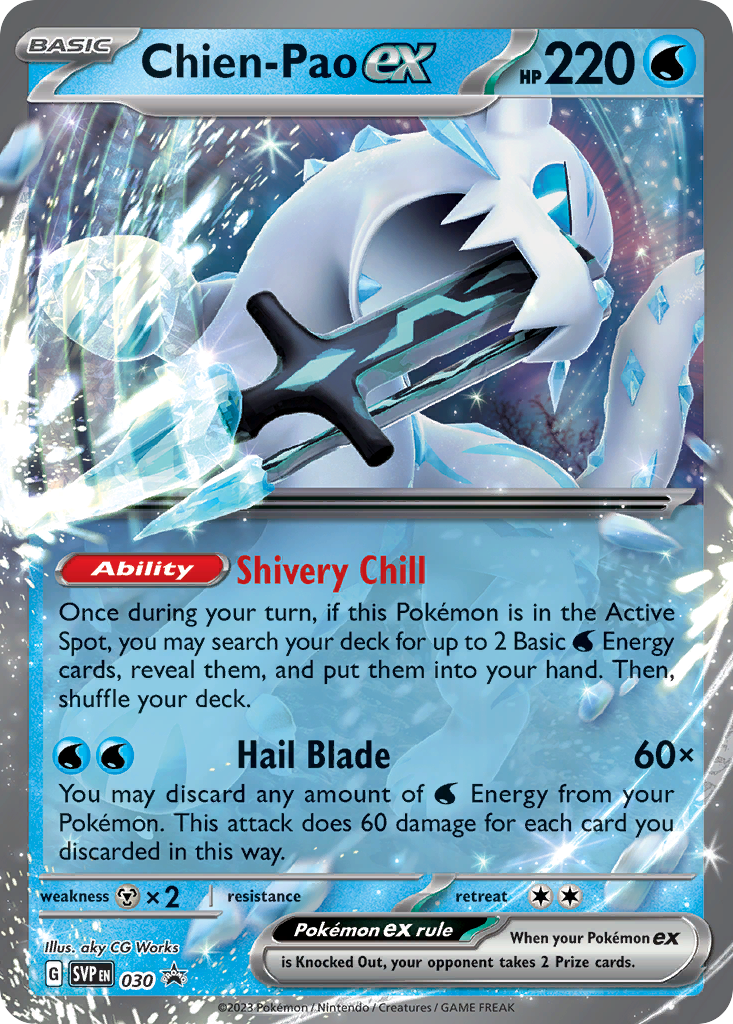 BASIC
Chien-Pao ex HP 220
Ability Shivery Chill
Once during your turn, if this Pokémon is in the Active
Spot, you may search your deck for up to 2 Basic Energy
cards, reveal them, and put them into your hand. Then,
shuffle your deck.
Hail Blade 60×
You may discard any amount of Energy from your
Pokémon. This attack does 60 damage for each card you
discarded in this way.
weakness ×2 resistance retreat
Pokémon ex rule
When your Pokémon ex
is Knocked Out, your opponent takes 2 Prize cards.
Illus. aky CG Works
G SVP EN 030
©2023 Pokémon / Nintendo / Creatures / GAME FREAK